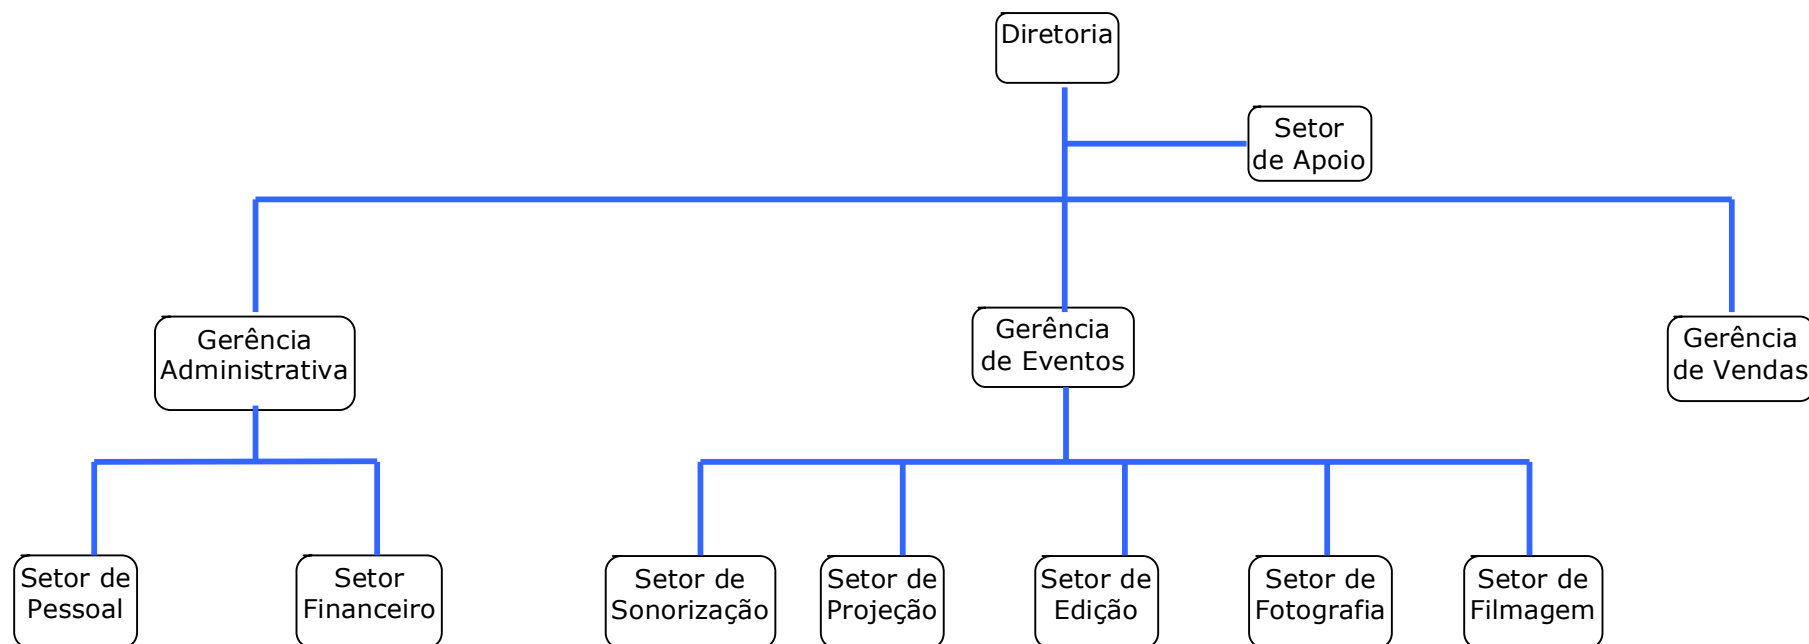 Diretoria
Setor
de Apoio
Gerência
Administrativa
Gerência
de Eventos
Gerência
de Vendas
Setor de
Pessoal
Setor
Financeiro
Setor de
Sonorização
Setor de
Projeção
Setor de
Edição
Setor de
Fotografia
Setor de
Filmagem